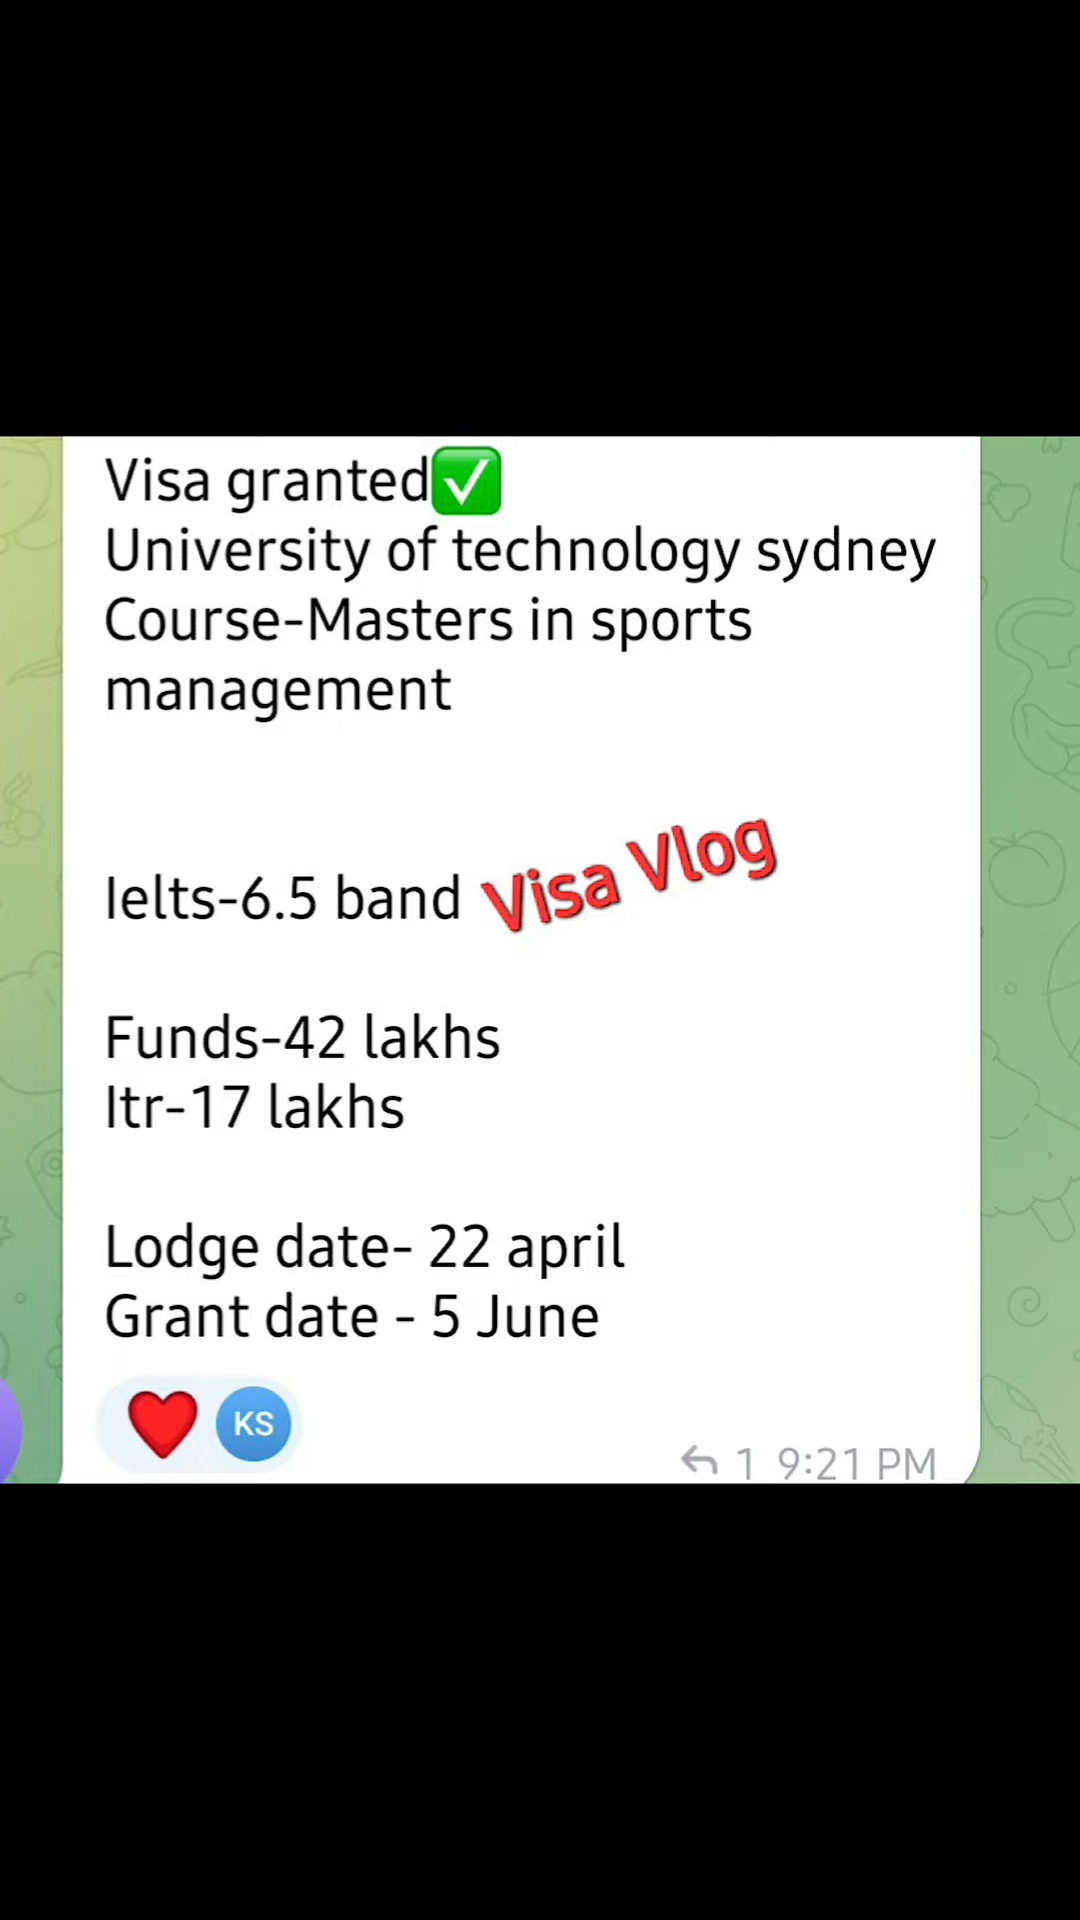 Visa granted✅
University of technology sydney
Course-Masters in sports
management
Ielts-6.5 band
Visa Vlog
Funds-42 lakhs
Itr-17 lakhs
Lodge date- 22 april
Grant date - 5 June
❤️ KS
1 9:21 PM